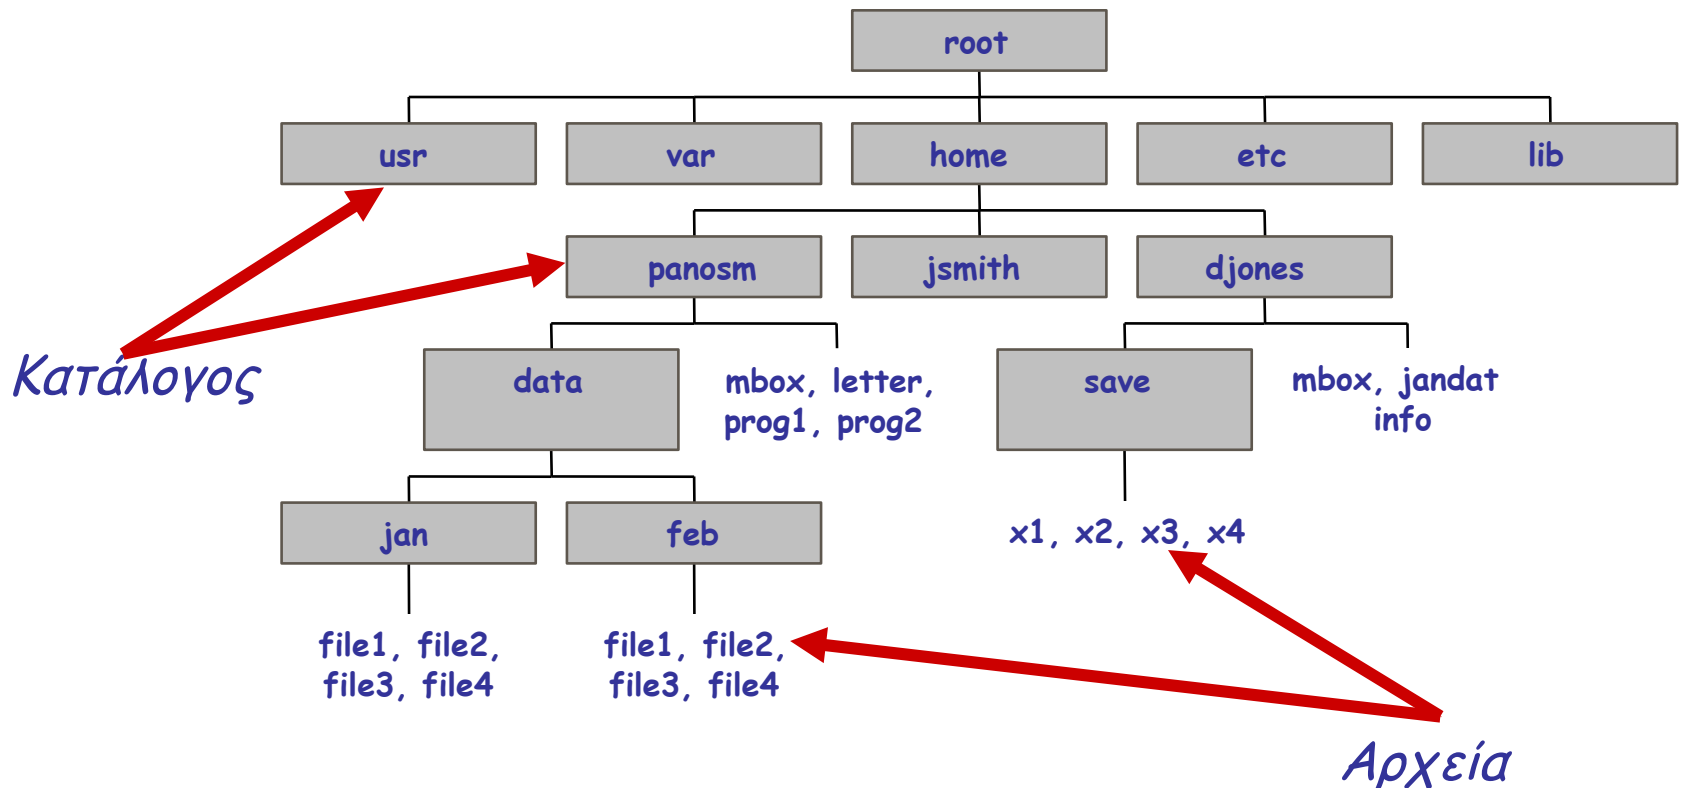 root
usr
var
home
etc
lib
panosm
jsmith
djones
Κατάλογος
data
mbox, letter,
prog1, prog2
save
mbox, jandat
info
jan
feb
x1, x2, x3, x4
file1, file2,
file3, file4
file1, file2,
file3, file4
Αρχεία